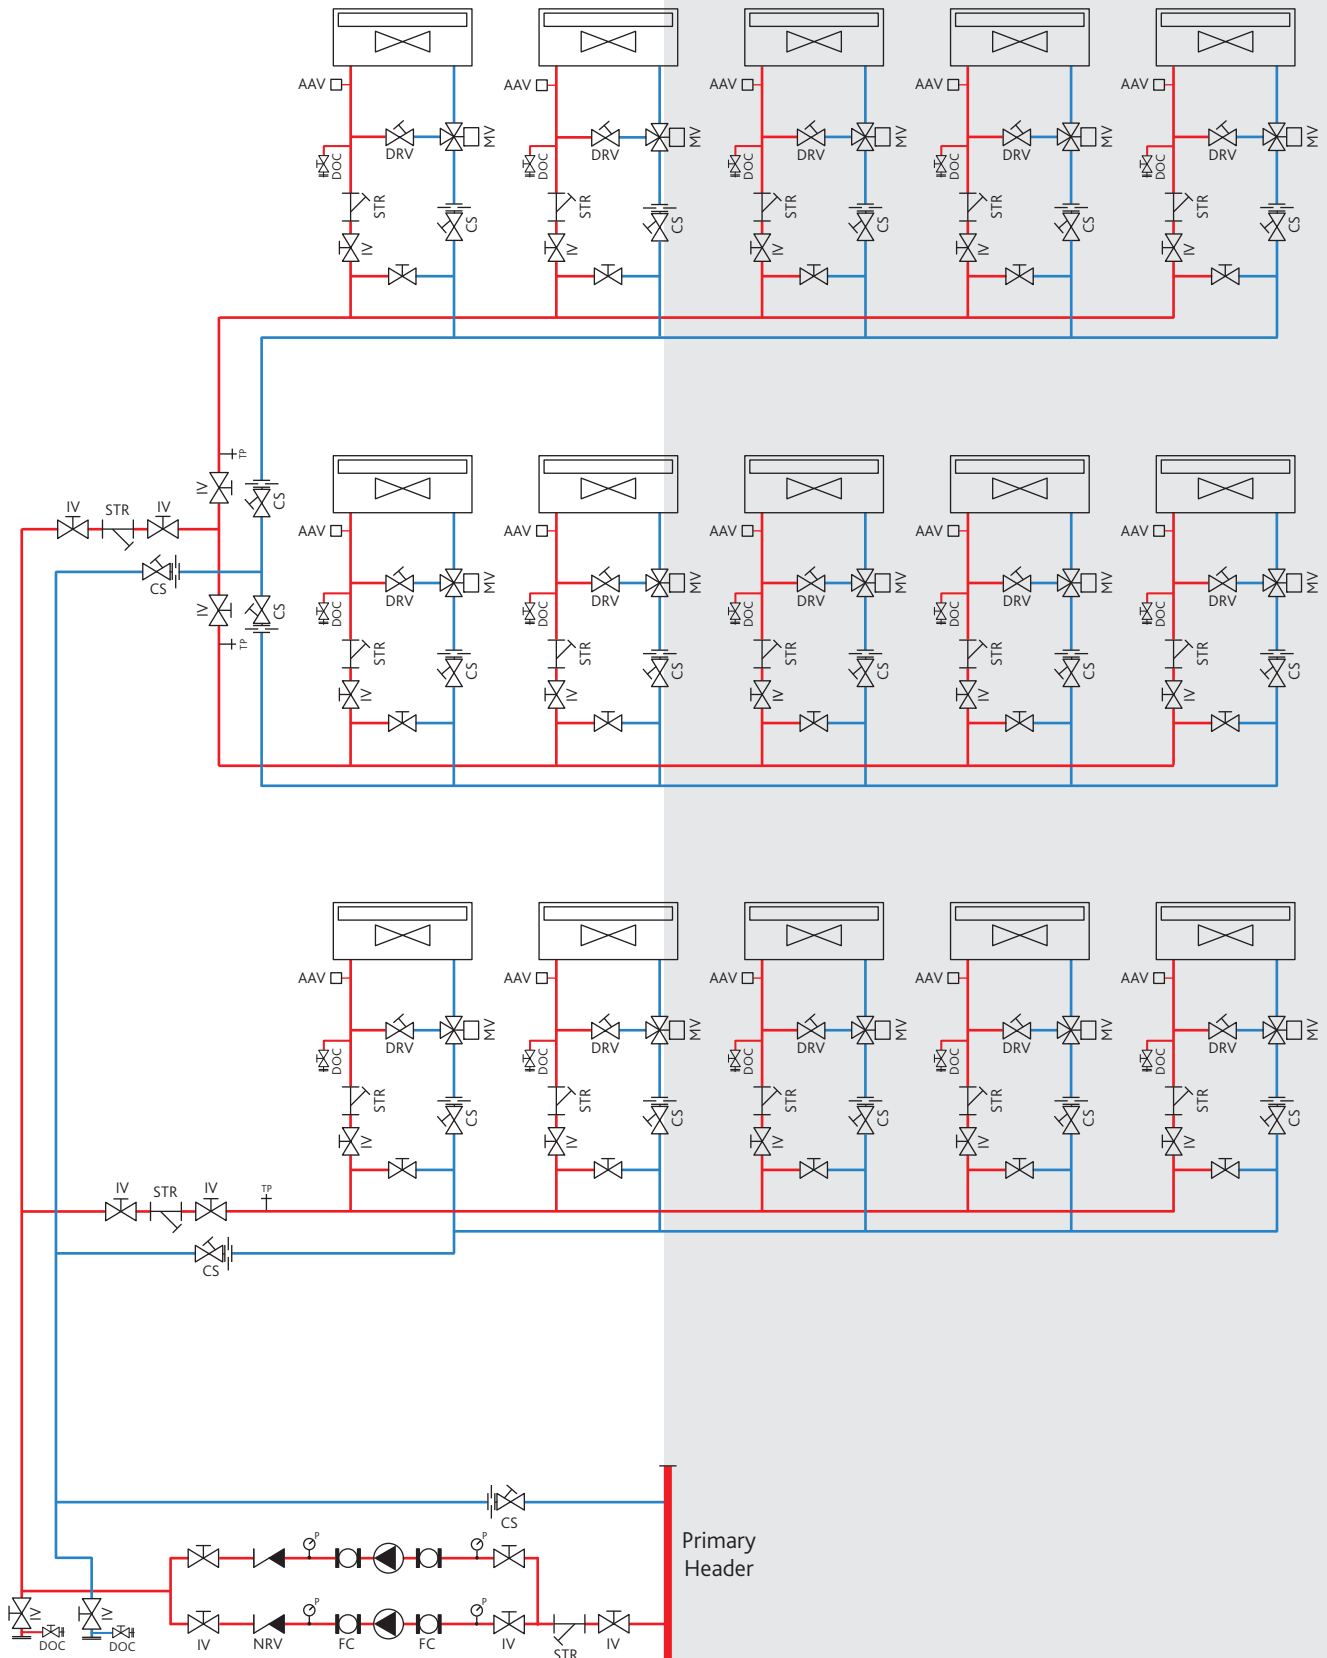 AAV AAV AAV AAV AAV
DRV MV DRV MV DRV MV DRV MV DRV MV
DOC DOC DOC DOC DOC
STR CS STR CS STR CS STR CS STR CS
IV IV IV IV IV
TP
IV STR IV IV CS
AAV AAV AAV AAV AAV
CS IV CS
DRV MV DRV MV DRV MV DRV MV DRV MV
DOC DOC DOC DOC DOC
TP
STR CS STR CS STR CS STR CS STR CS
IV IV IV IV IV
AAV AAV AAV AAV AAV
DRV MV DRV MV DRV MV DRV MV DRV MV
DOC DOC DOC DOC DOC
STR CS STR CS STR CS STR CS STR CS
IV IV IV IV IV
IV STR IV TP
CS
CS
Primary
Header
P P
P P
IV IV
DOC DOC
IV NRV FC FC IV STR IV